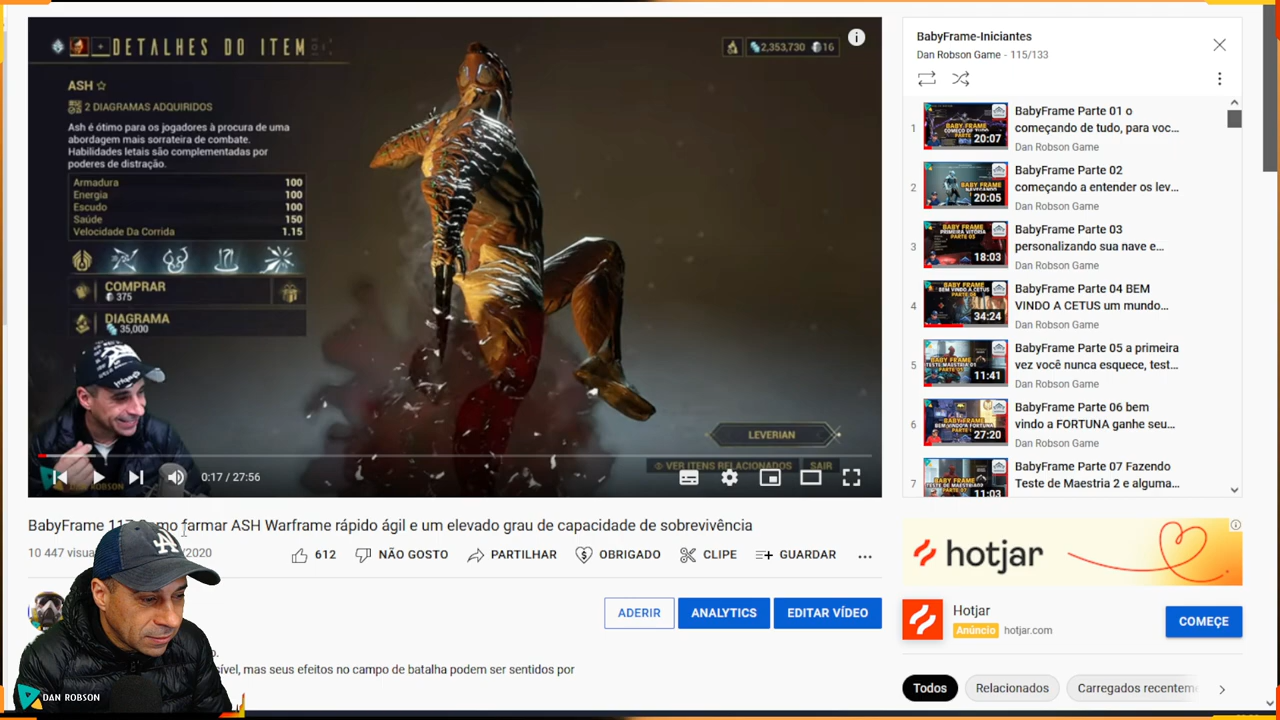 DETALHES DO ITEM
2,353,730 16
ASH
2 DIAGRAMAS ADQUIRIDOS
Ash é ótimo para os jogadores à procura de uma
abordagem mais sorrateira de combate.
Habilidades letais são complementadas por
poderes de distração.
Armadura 100
Energia 100
Escudo 100
Saúde 150
Velocidade Da Corrida 1.15
COMPRAR
375
DIAGRAMA
35,000
LEVERIAN
VER ITENS RELACIONADOS SAIR
0:17 / 27:56
BabyFrame farmar ASH Warframe rápido ágil e um elevado grau de capacidade de sobrevivência
10 447 /2020
612 NÃO GOSTO PARTILHAR OBRIGADO CLIPE GUARDAR
ADERIR ANALYTICS EDITAR VÍDEO
mas seus efeitos no campo de batalha podem ser sentidos por
DAN ROBSON
BabyFrame-Iniciantes
Dan Robson Game - 115/133
1
20:07
BabyFrame Parte 01 o
começando de tudo, para voc...
Dan Robson Game
2
20:05
BabyFrame Parte 02
começando a entender os lev...
Dan Robson Game
3
18:03
BabyFrame Parte 03
personalizando sua nave e...
Dan Robson Game
4
34:24
BabyFrame Parte 04 BEM
VINDO A CETUS um mundo...
Dan Robson Game
5
11:41
BabyFrame Parte 05 a primeira
vez você nunca esquece, test...
Dan Robson Game
6
27:20
BabyFrame Parte 06 bem
vindo a FORTUNA ganhe seu...
Dan Robson Game
7
11:03
BabyFrame Parte 07 Fazendo
Teste de Maestria 2 e alguma...
hotjar
Hotjar
Anúncio hotjar.com
COMEÇE
Todos Relacionados Carregados recentem